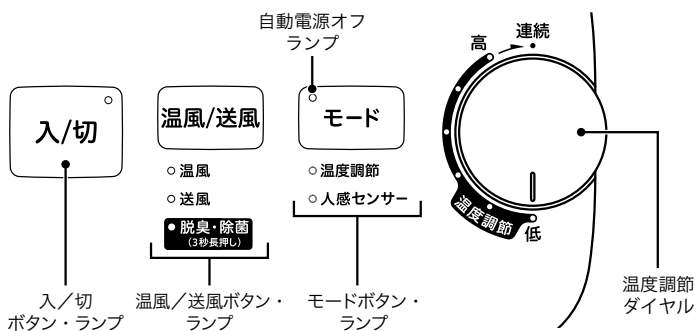 自動電源オフ
ランプ
入/切
温風/送風
モード
温風
送風
脱臭・除菌
(3秒長押し)
温度調節
人感センサー
高
連続
温度調節
低
入／切
ボタン・ランプ
温風／送風ボタン・
ランプ
モードボタン・
ランプ
温度調節
ダイヤル